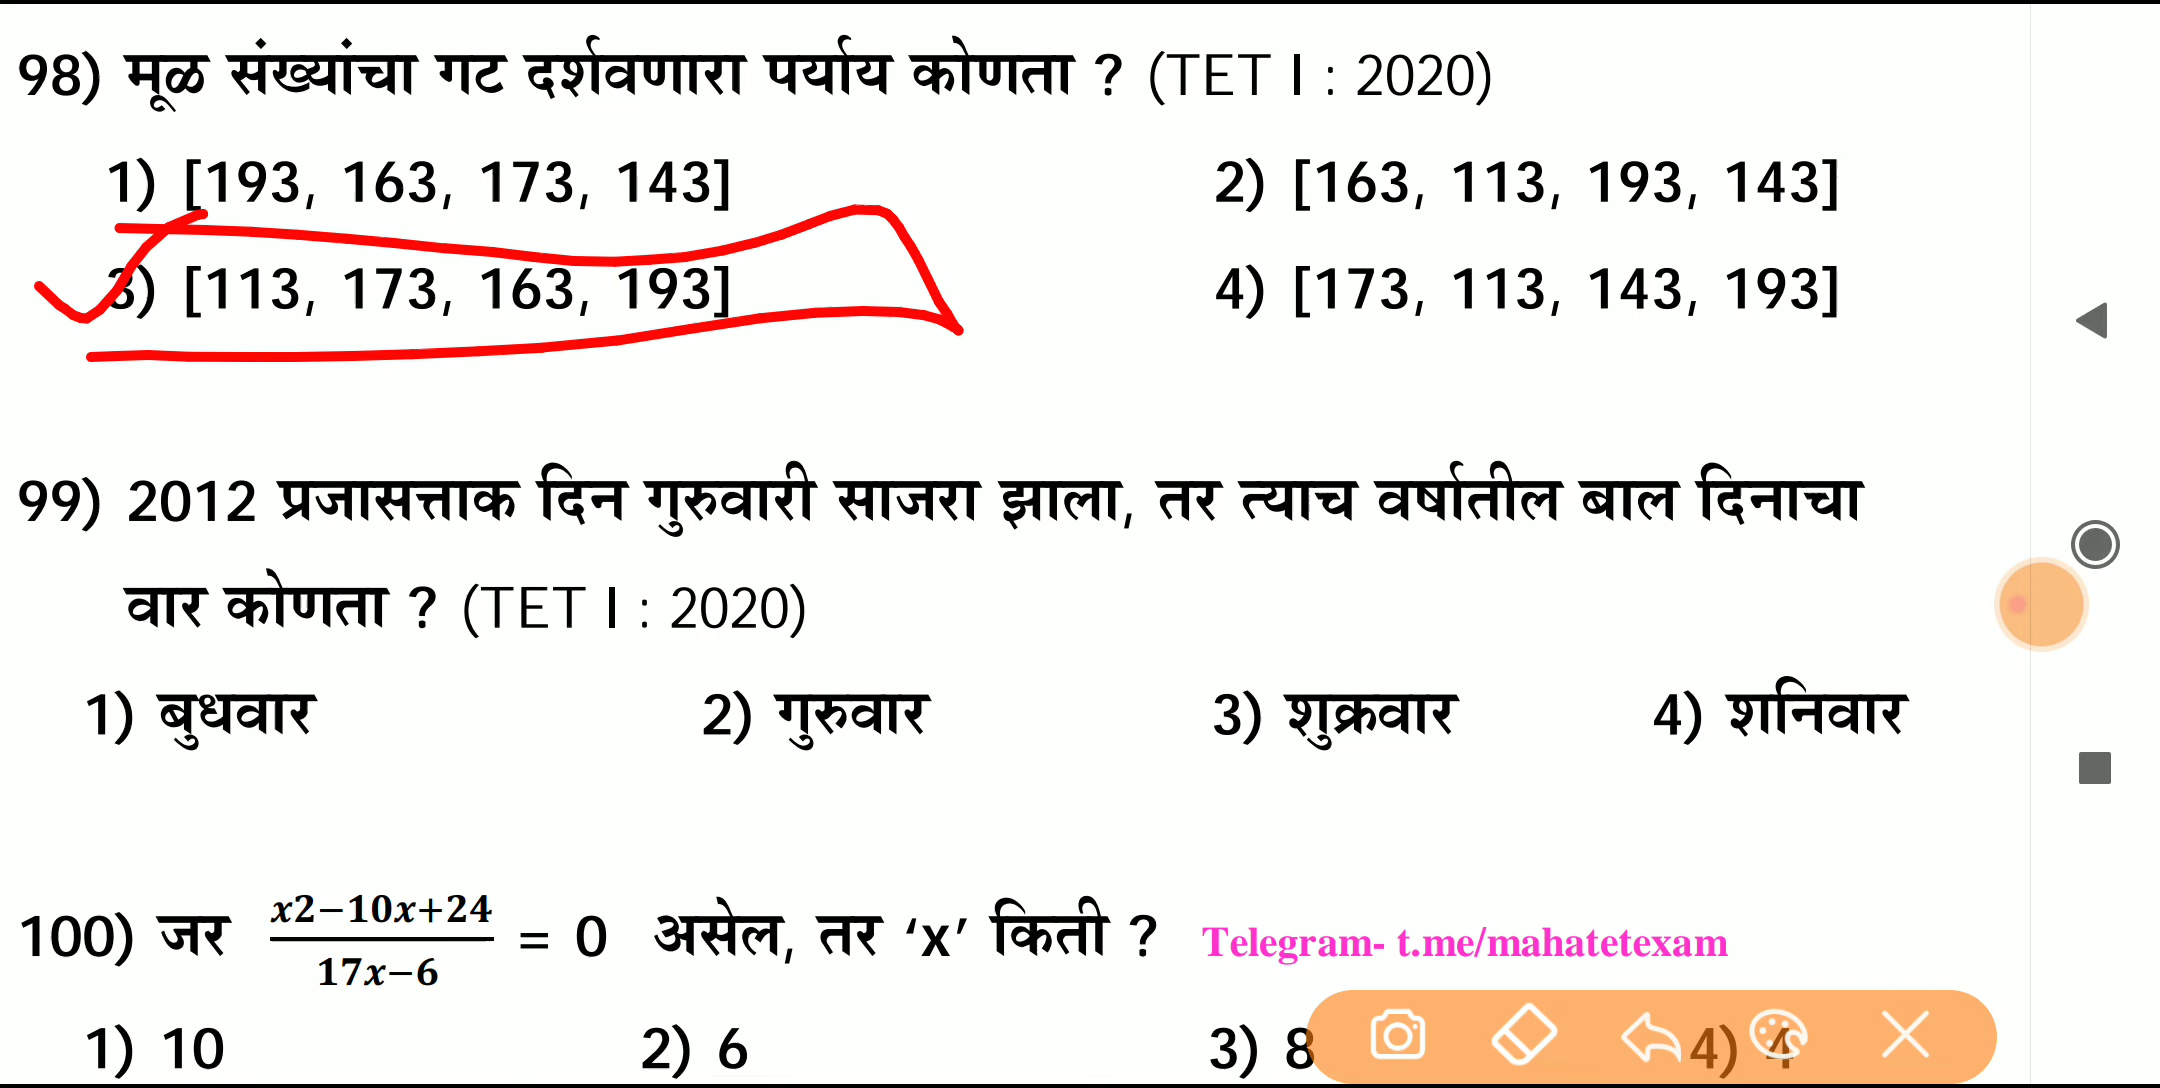 98) मूळ संख्यांचा गट दर्शवणारा पर्याय कोणता ? (TET I : 2020)
1) [193, 163, 173, 143] 2) [163, 113, 193, 143]
3) [113, 173, 163, 193] 4) [173, 113, 143, 193]
99) 2012 प्रजासत्ताक दिन गुरुवारी साजरा झाला, तर त्याच वर्षातील बाल दिनाचा
वार कोणता ? (TET I : 2020)
1) बुधवार 2) गुरुवार 3) शुक्रवार 4) शनिवार
100) जर (x2−10x+24)/(17x−6) = 0 असेल, तर ‘x’ किती ? Telegram- t.me/mahatetexam
1) 10 2) 6 3) 8 4) 4